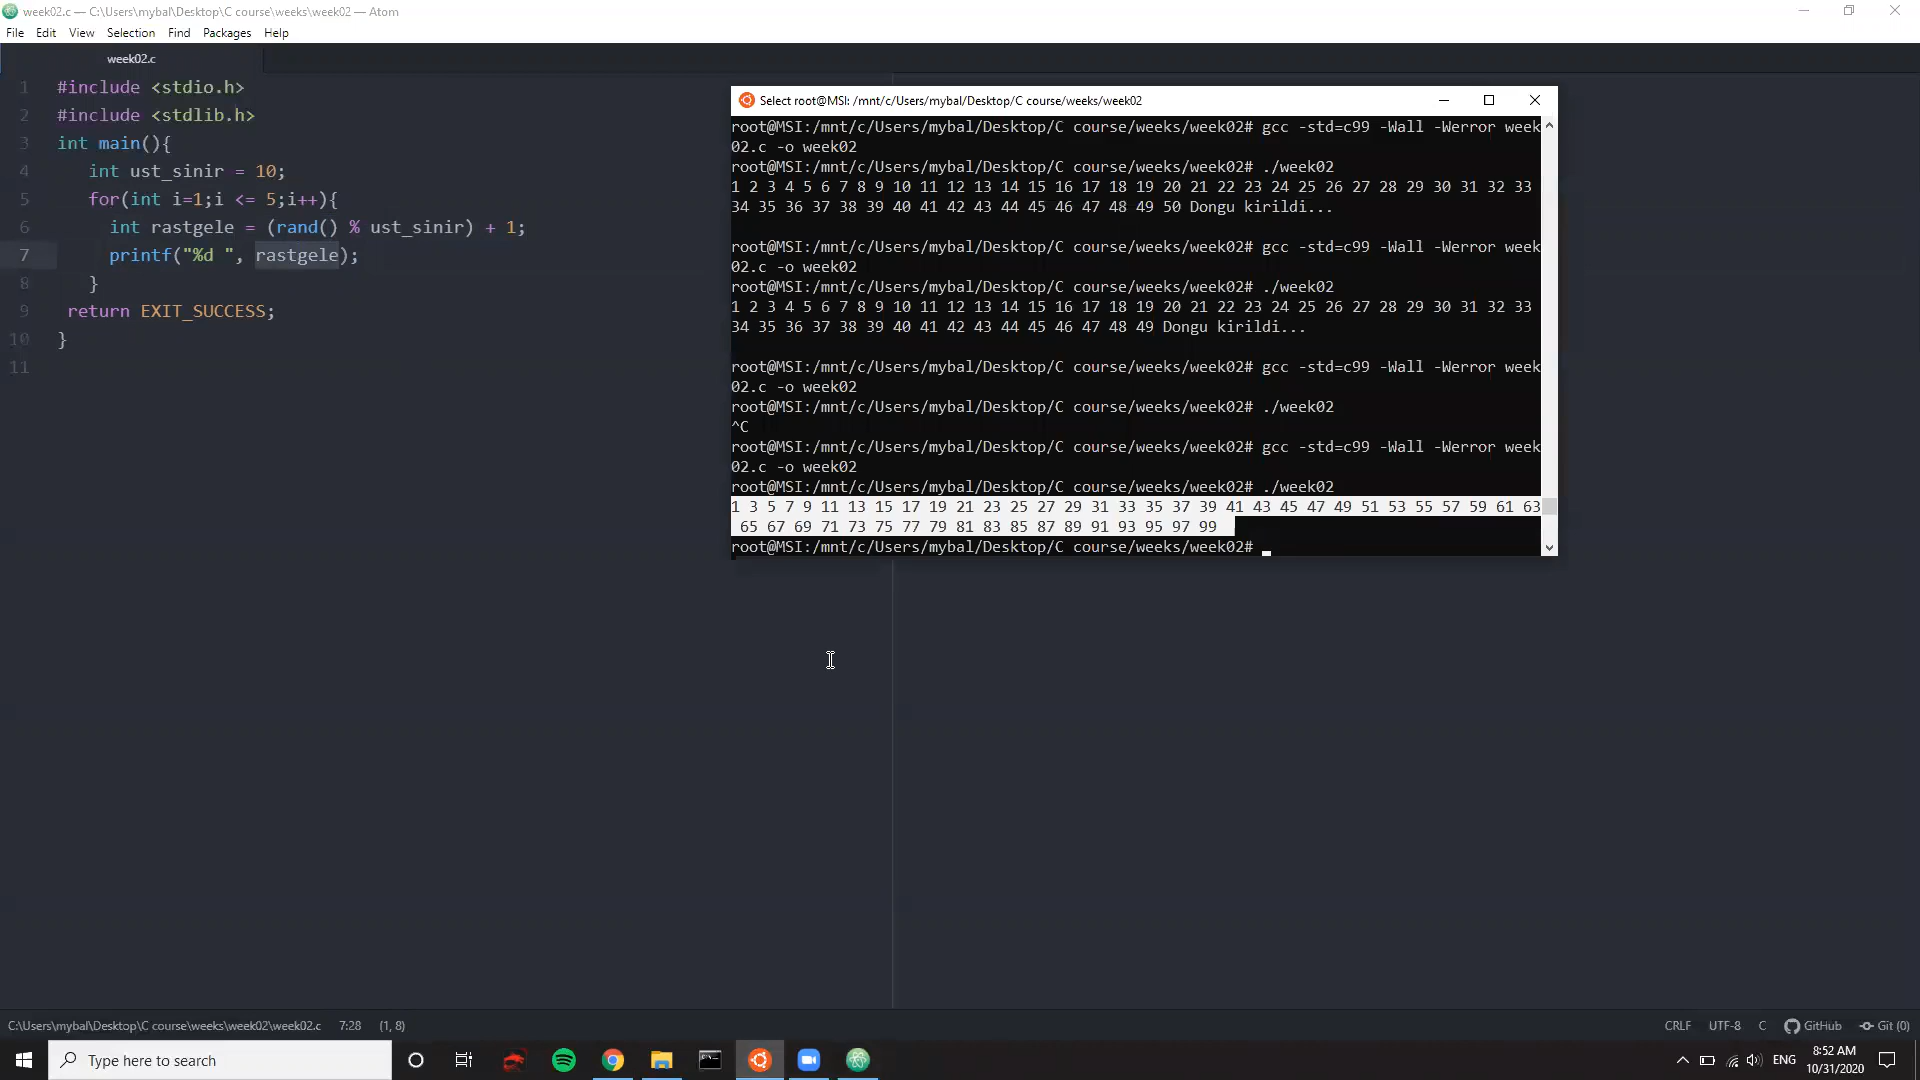 week02.c — C:\Users\mybal\Desktop\C course\weeks\week02 — Atom
File Edit View Selection Find Packages Help
week02.c
1 #include <stdio.h>
2 #include <stdlib.h>
3 int main(){
4 int ust_sinir = 10;
5 for(int i=1;i <= 5;i++){
6 int rastgele = (rand() % ust_sinir) + 1;
7 printf("%d ", rastgele);
8 }
9 return EXIT_SUCCESS;
10 }
11
Select root@MSI: /mnt/c/Users/mybal/Desktop/C course/weeks/week02
root@MSI:/mnt/c/Users/mybal/Desktop/C course/weeks/week02# gcc -std=c99 -Wall -Werror week
02.c -o week02
root@MSI:/mnt/c/Users/mybal/Desktop/C course/weeks/week02# ./week02
1 2 3 4 5 6 7 8 9 10 11 12 13 14 15 16 17 18 19 20 21 22 23 24 25 26 27 28 29 30 31 32 33
34 35 36 37 38 39 40 41 42 43 44 45 46 47 48 49 50 Dongu kirildi...
root@MSI:/mnt/c/Users/mybal/Desktop/C course/weeks/week02# gcc -std=c99 -Wall -Werror week
02.c -o week02
root@MSI:/mnt/c/Users/mybal/Desktop/C course/weeks/week02# ./week02
1 2 3 4 5 6 7 8 9 10 11 12 13 14 15 16 17 18 19 20 21 22 23 24 25 26 27 28 29 30 31 32 33
34 35 36 37 38 39 40 41 42 43 44 45 46 47 48 49 Dongu kirildi...
root@MSI:/mnt/c/Users/mybal/Desktop/C course/weeks/week02# gcc -std=c99 -Wall -Werror week
02.c -o week02
root@MSI:/mnt/c/Users/mybal/Desktop/C course/weeks/week02# ./week02
^C
root@MSI:/mnt/c/Users/mybal/Desktop/C course/weeks/week02# gcc -std=c99 -Wall -Werror week
02.c -o week02
root@MSI:/mnt/c/Users/mybal/Desktop/C course/weeks/week02# ./week02
1 3 5 7 9 11 13 15 17 19 21 23 25 27 29 31 33 35 37 39 41 43 45 47 49 51 53 55 57 59 61 63
65 67 69 71 73 75 77 79 81 83 85 87 89 91 93 95 97 99
root@MSI:/mnt/c/Users/mybal/Desktop/C course/weeks/week02#
C:\Users\mybal\Desktop\C course\weeks\week02\week02.c 7:28 (1, 8) CRLF UTF-8 C GitHub Git (0)
Type here to search
ENG
8:52 AM
10/31/2020